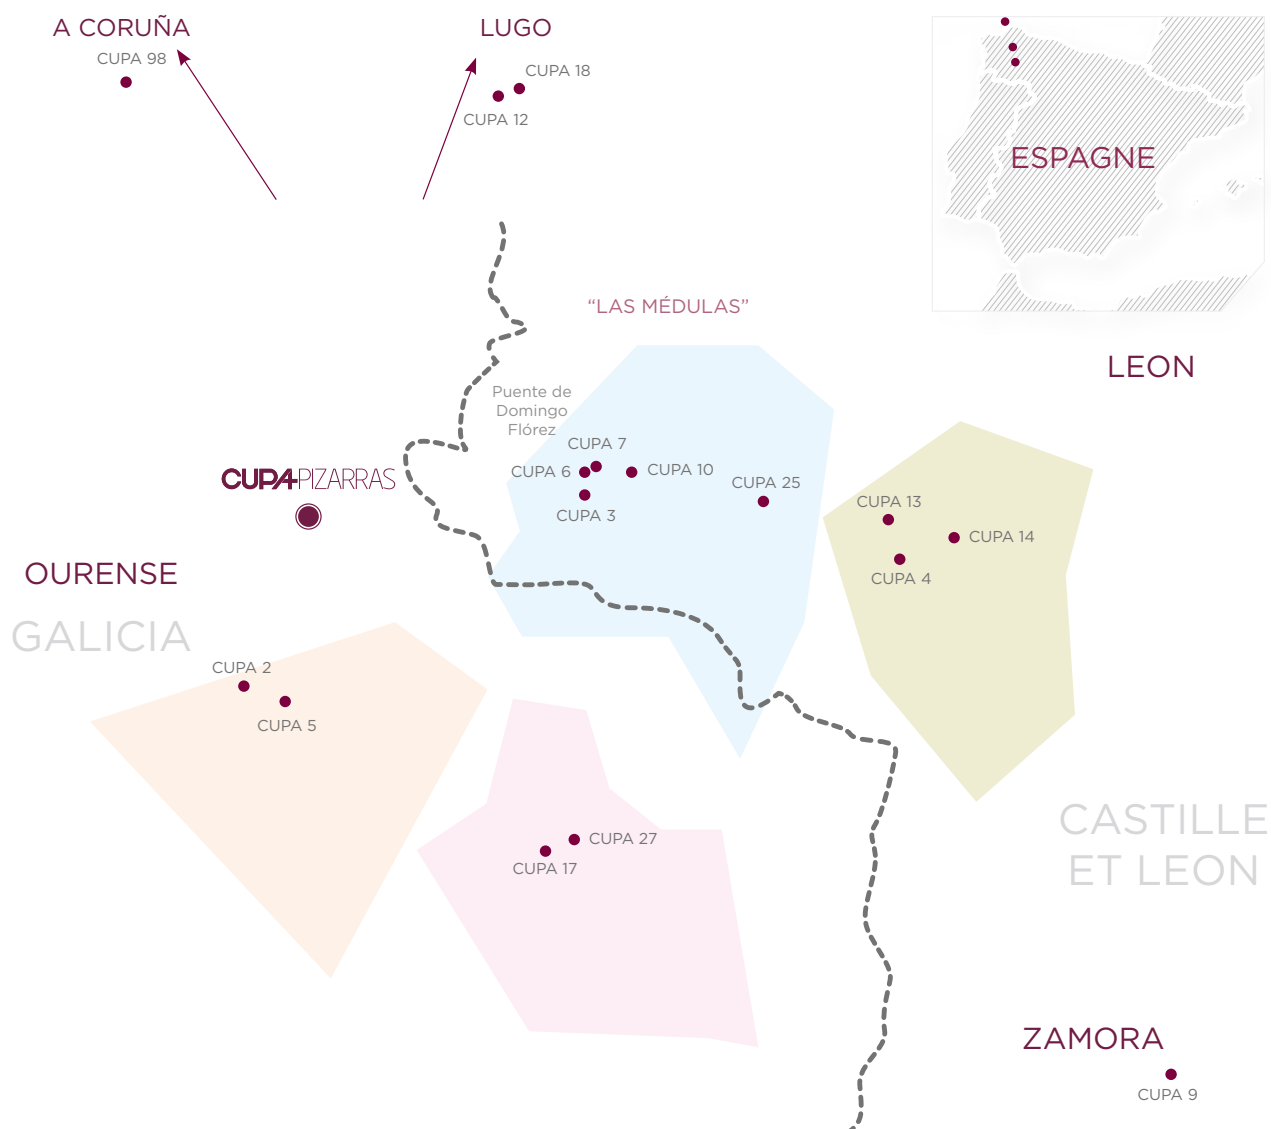 A CORUÑA
CUPA 98
LUGO
CUPA 18
CUPA 12
ESPAGNE
“LAS MÉDULAS”
LEON
Puente de
Domingo
Flórez
CUPA 7
CUPA 6
CUPA 10
CUPA 3
CUPA 25
CUPA 13
CUPA 14
CUPA 4
CUPA PIZARRAS
OURENSE
GALICIA
CUPA 2
CUPA 5
CUPA 27
CUPA 17
CASTILLE
ET LEON
ZAMORA
CUPA 9